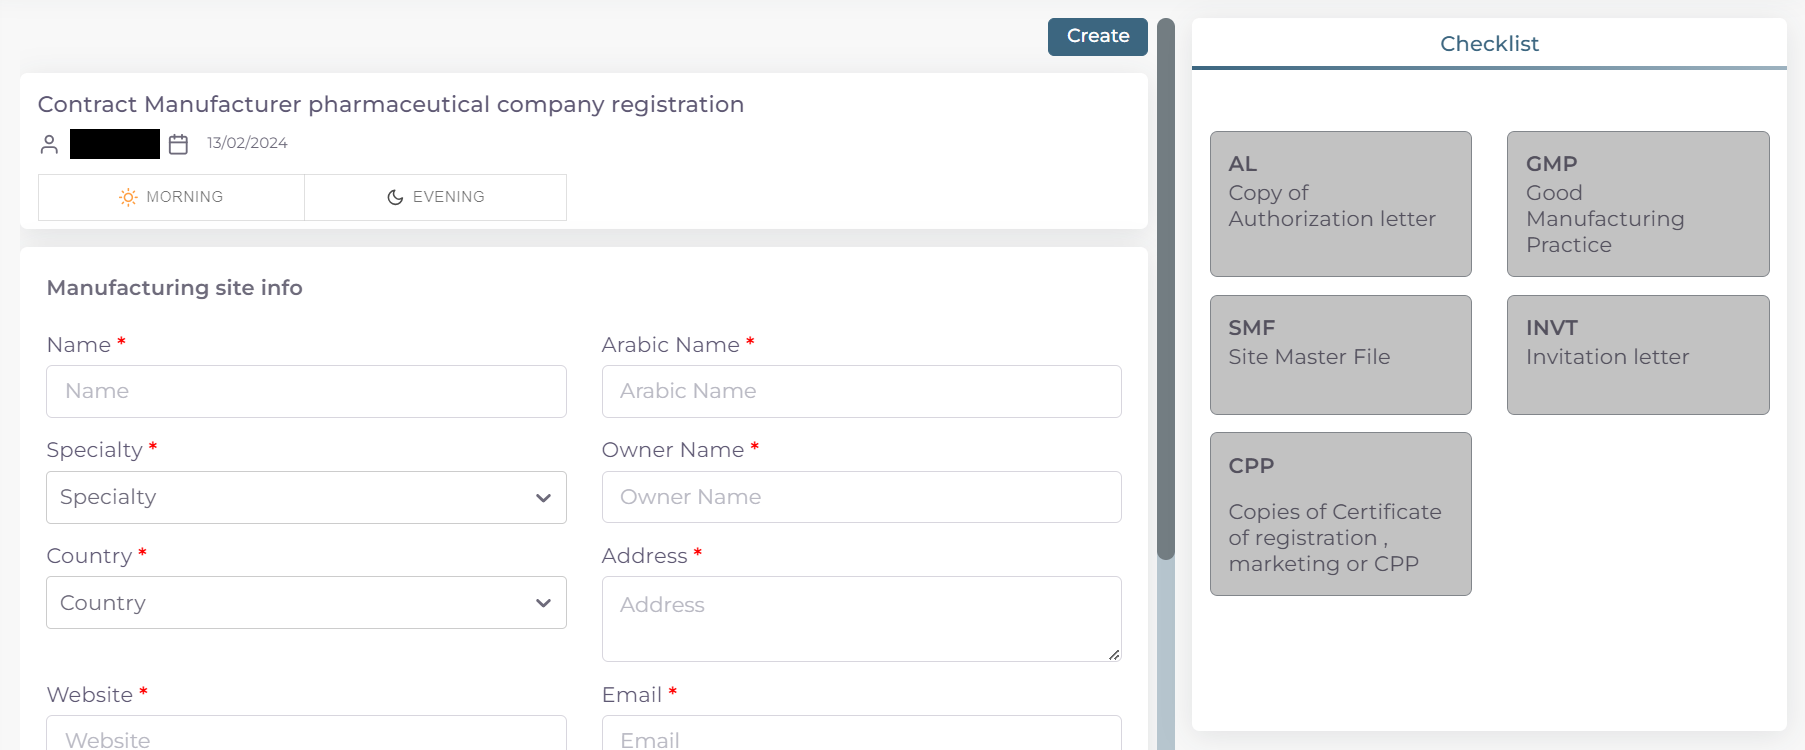 Create
Contract Manufacturer pharmaceutical company registration
13/02/2024
MORNING EVENING
Manufacturing site info
Name * Arabic Name *
Name Arabic Name
Specialty * Owner Name *
Specialty Owner Name
Country * Address *
Country Address
Website * Email *
Website Email
Checklist
AL
Copy of
Authorization letter
GMP
Good
Manufacturing
Practice
SMF
Site Master File
INVT
Invitation letter
CPP
Copies of Certificate
of registration ,
marketing or CPP